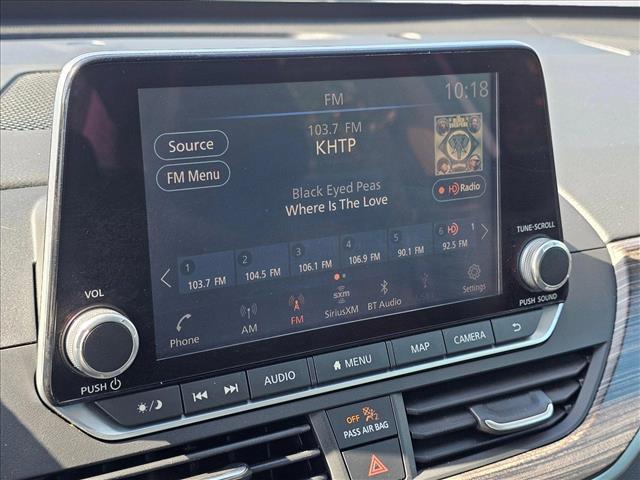 FM
10:18
103.7 FM
KHTP
Source
FM Menu
Black Eyed Peas
Where Is The Love
HD Radio
1 2 3 4 5 6 HD 1
103.7 FM 104.5 FM 106.1 FM 106.9 FM 90.1 FM 92.5 FM
Phone AM FM SiriusXM BT Audio Settings
sxm
VOL
PUSH
TUNE·SCROLL
PUSH SOUND
AUDIO MENU MAP CAMERA
OFF 2
PASS AIR BAG